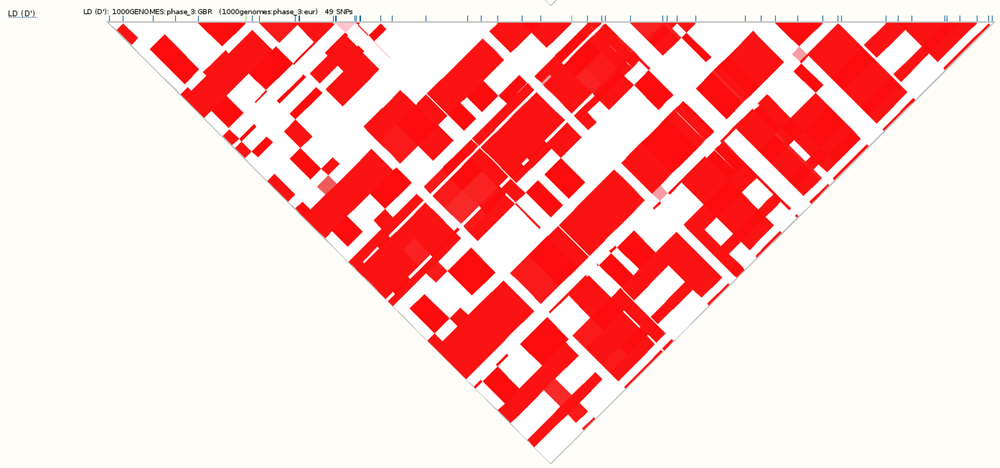 LD (D')
LD (D'): 1000GENOMES:phase_3:GBR (1000genomes:phase_3:eur) 49 SNPs